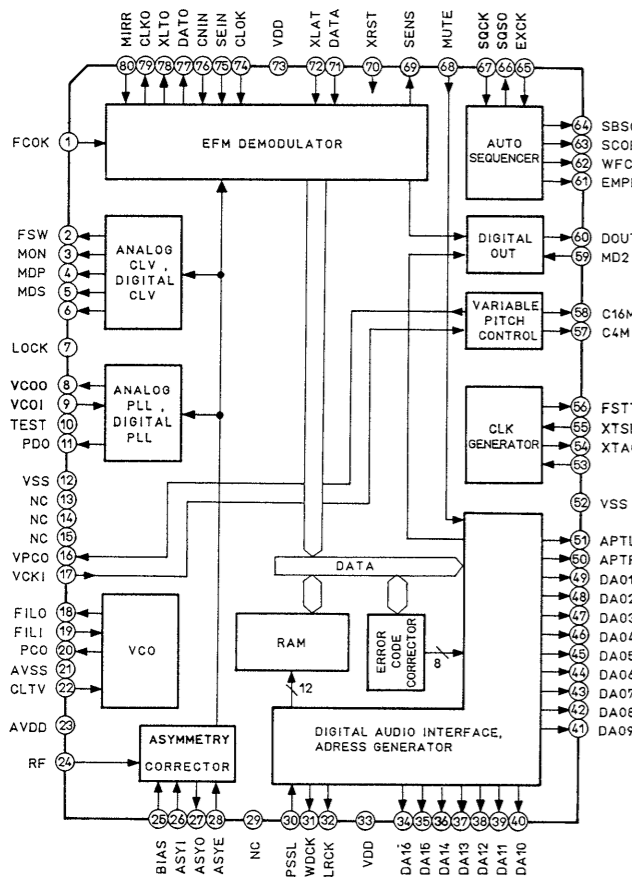 MIRR
CLKO
XLTO
DATO
CNIN
SEIN
CLOK
VDD
XLAT
DATA
XRST
SENS
MUTE
SQCK
SQSO
EXCK
80
79
78
77
76
75
74
73
72
71
70
69
68
67
66
65
FCOK
1
EFM DEMODULATOR
AUTO
SEQUENCER
64
63
62
61
WFC
EMP
FSW
2
MON
3
MDP
4
MDS
5
6
ANALOG
CLV ,
DIGITAL
CLV
DIGITAL
OUT
60
DOUT
59
MD2
VARIABLE
PITCH
CONTROL
58
C16M
57
C4M
LOCK
7
VCOO
8
VCOI
9
TEST
10
PDO
11
ANALOG
PLL ,
DIGITAL
PLL
CLK
GENERATOR
56
55
54
53
52
VSS
VSS
12
NC
13
NC
14
NC
15
VPCO
16
VCKI
17
DATA
51
APTL
50
49
DA01
48
DA02
47
DA03
46
DA04
45
DA05
44
DA06
43
DA07
42
DA08
41
DA09
FILO
18
FILI
19
PCO
20
AVSS
21
CLTV
22
VCO
RAM
12
ERROR
CODE
CORRECTOR
8
AVDD
23
RF
24
ASYMMETRY
CORRECTOR
DIGITAL AUDIO INTERFACE,
ADRESS GENERATOR
25
26
27
28
29
30
31
32
33
34
35
36
37
38
39
40
BIAS
ASYI
ASYO
ASYE
NC
PSSL
WDCK
LRCK
VDD
DA16
DA15
DA14
DA13
DA12
DA11
DA10